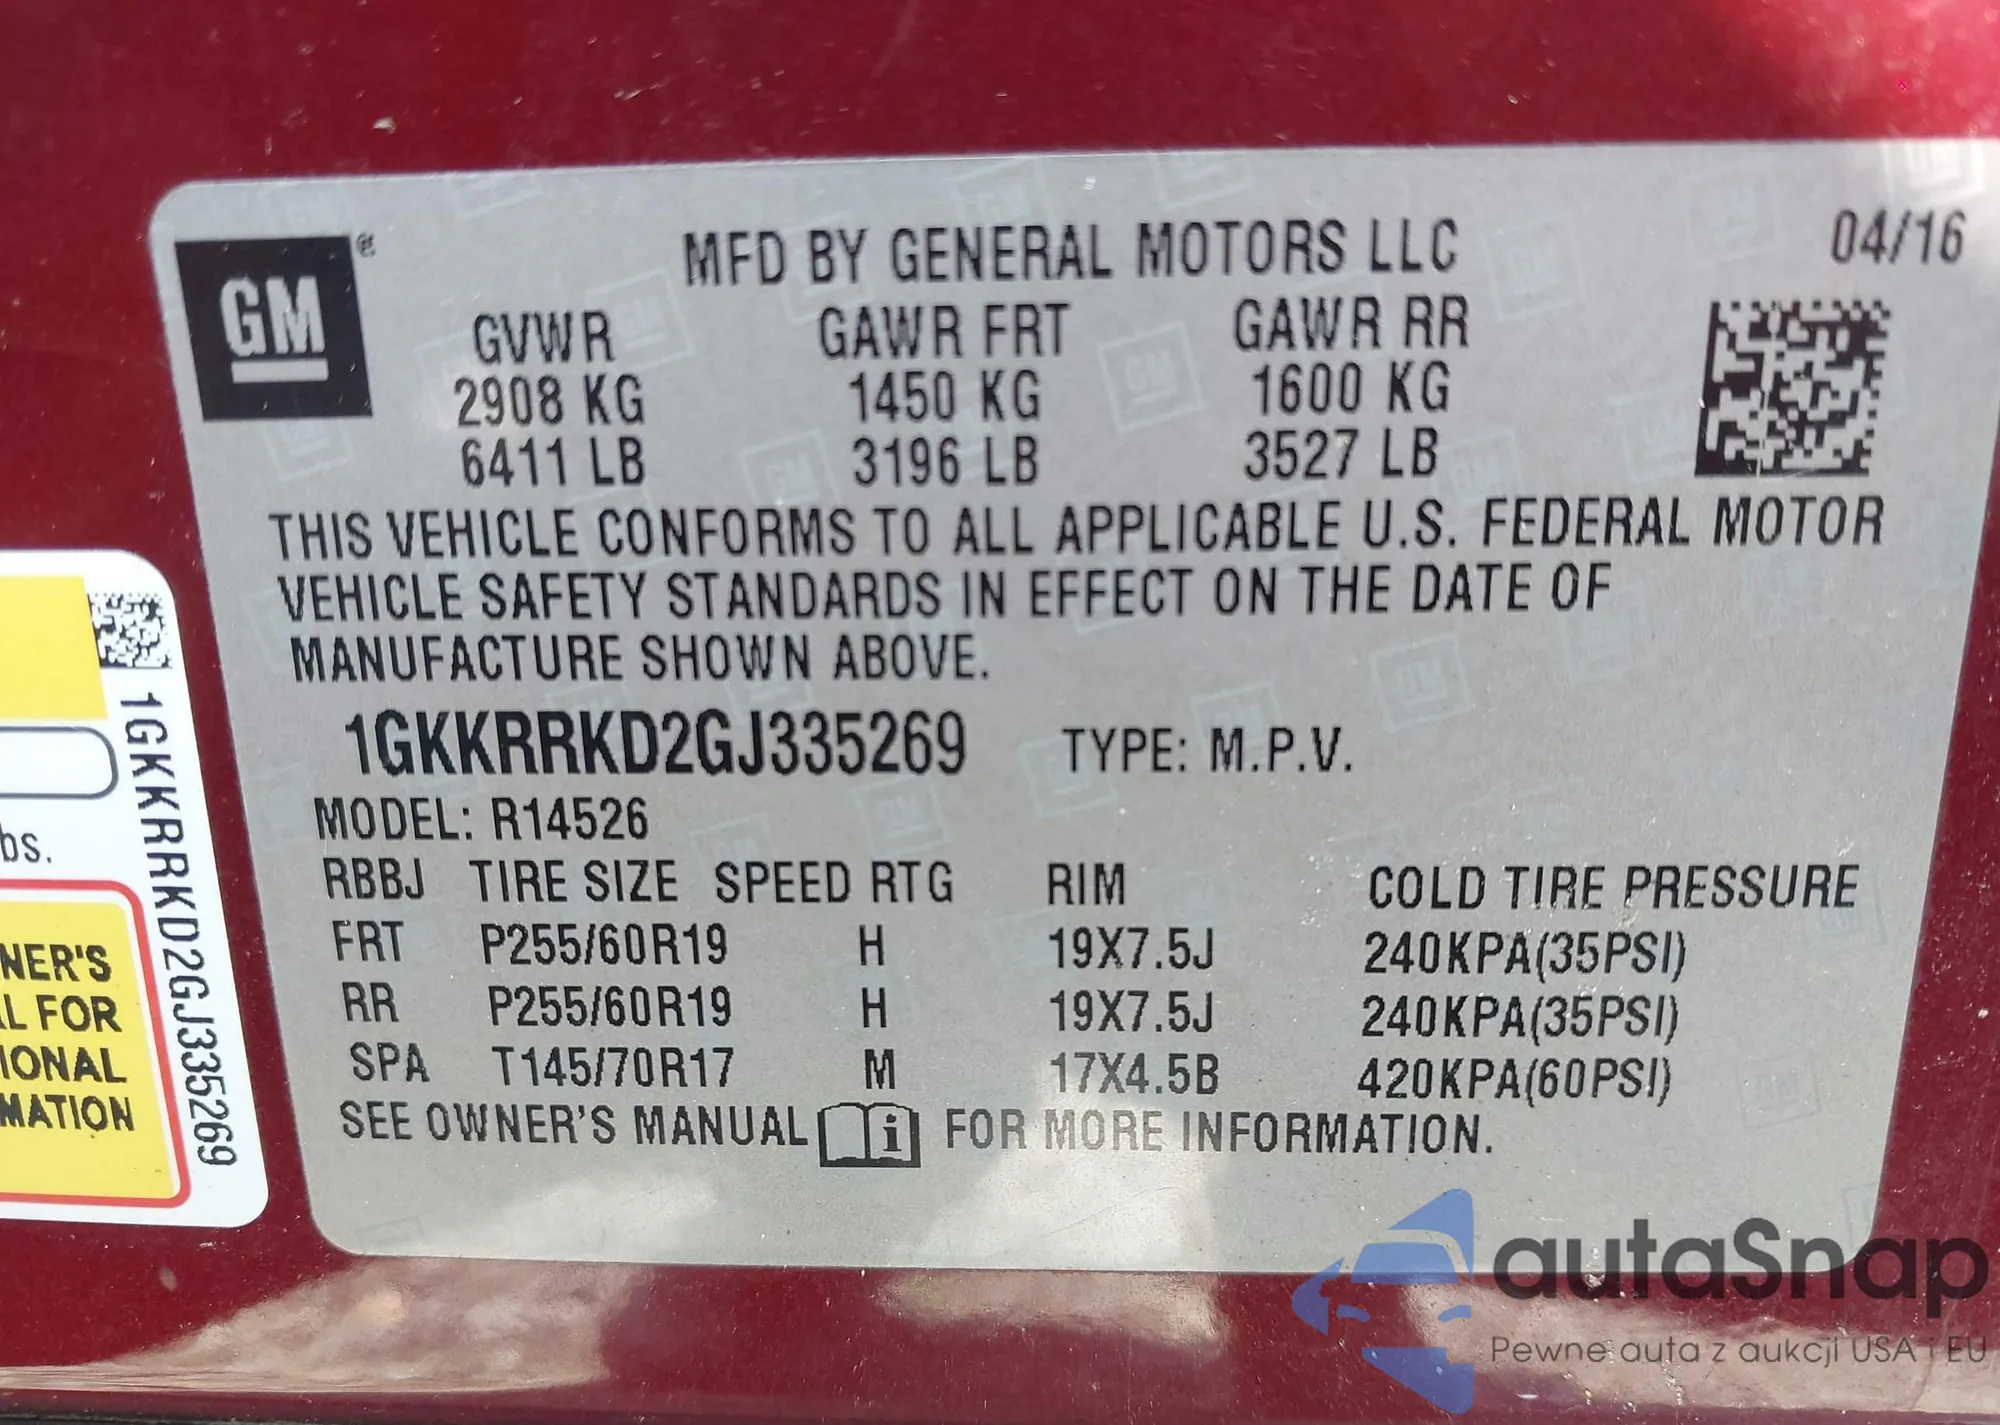 GM ®
MFD BY GENERAL MOTORS LLC 04/16
GVWR GAWR FRT GAWR RR
2908 KG 1450 KG 1600 KG
6411 LB 3196 LB 3527 LB
THIS VEHICLE CONFORMS TO ALL APPLICABLE U.S. FEDERAL MOTOR
VEHICLE SAFETY STANDARDS IN EFFECT ON THE DATE OF
MANUFACTURE SHOWN ABOVE.
1GKKRRKD2GJ335269 TYPE: M.P.V.
MODEL: R14526
RBBJ TIRE SIZE SPEED RTG RIM COLD TIRE PRESSURE
FRT P255/60R19 H 19X7.5J 240KPA(35PSI)
RR P255/60R19 H 19X7.5J 240KPA(35PSI)
SPA T145/70R17 M 17X4.5B 420KPA(60PSI)
SEE OWNER'S MANUAL i FOR MORE INFORMATION.
1GKKRRKD2GJ335269
bs.
NER'S
L FOR
IONAL
MATION
autaSnap
Pewne auta z aukcji USA i EU